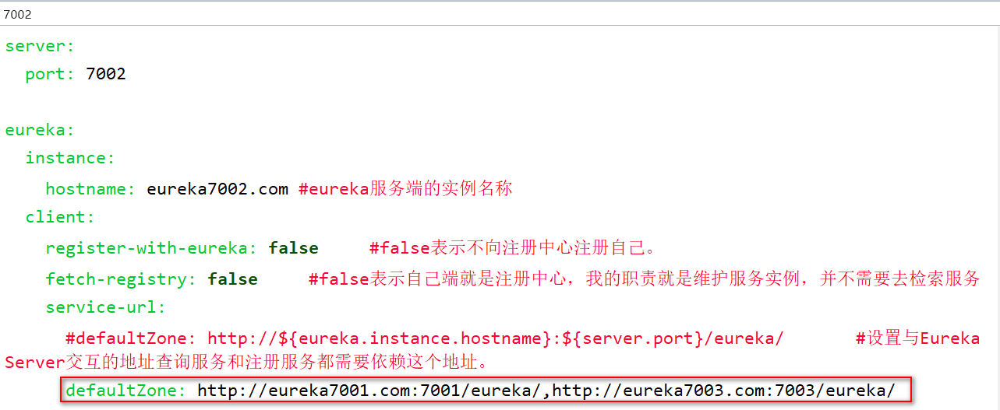 7002
server:
  port: 7002
eureka:
  instance:
    hostname: eureka7002.com #eureka服务端的实例名称
  client:
    register-with-eureka: false     #false表示不向注册中心注册自己。
    fetch-registry: false     #false表示自己端就是注册中心，我的职责就是维护服务实例，并不需要去检索服务
    service-url:
      #defaultZone: http://${eureka.instance.hostname}:${server.port}/eureka/       #设置与Eureka
Server交互的地址查询服务和注册服务都需要依赖这个地址。
      defaultZone: http://eureka7001.com:7001/eureka/,http://eureka7003.com:7003/eureka/